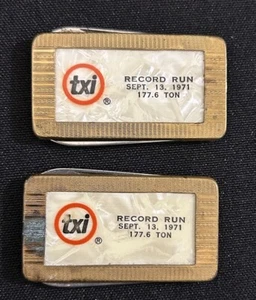 txi
®
RECORD RUN
SEPT. 13, 1971
177.6 TON
txi
®
RECORD RUN
SEPT. 13, 1971
177.6 TON